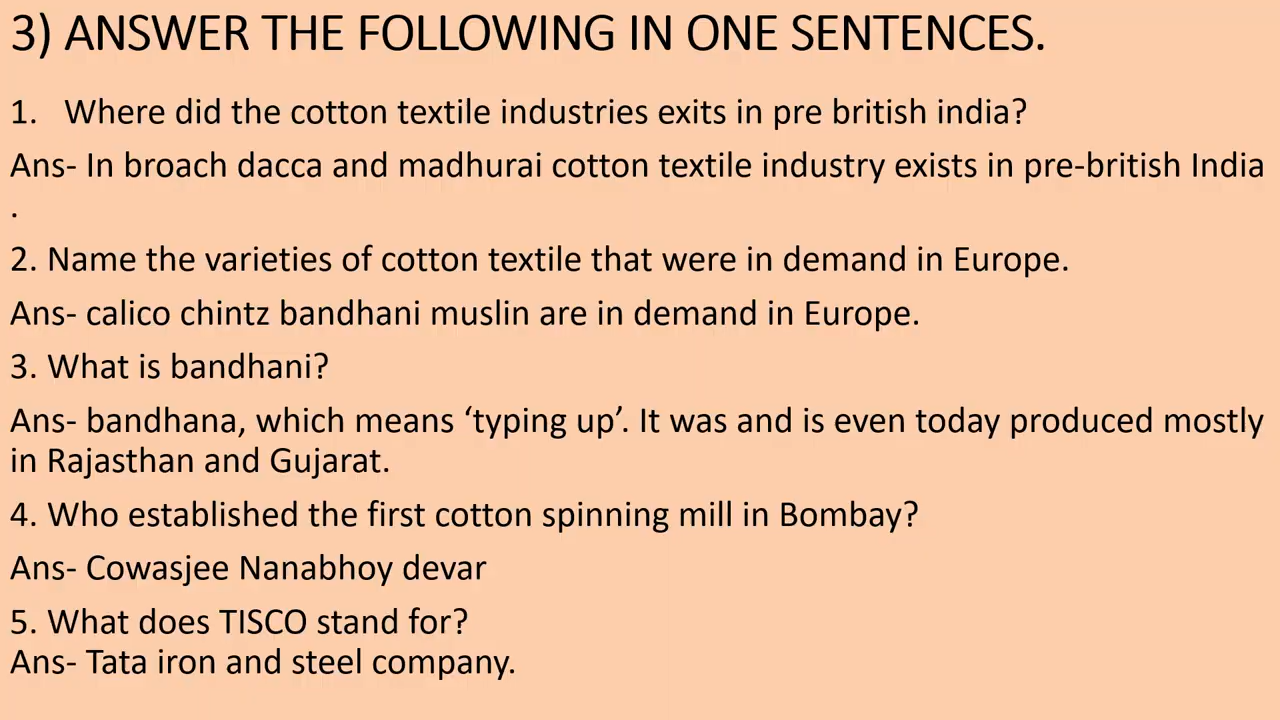 3) ANSWER THE FOLLOWING IN ONE SENTENCES.
1. Where did the cotton textile industries exits in pre british india?
Ans- In broach dacca and madhurai cotton textile industry exists in pre-british India
.
2. Name the varieties of cotton textile that were in demand in Europe.
Ans- calico chintz bandhani muslin are in demand in Europe.
3. What is bandhani?
Ans- bandhana, which means ‘typing up’. It was and is even today produced mostly
in Rajasthan and Gujarat.
4. Who established the first cotton spinning mill in Bombay?
Ans- Cowasjee Nanabhoy devar
5. What does TISCO stand for?
Ans- Tata iron and steel company.